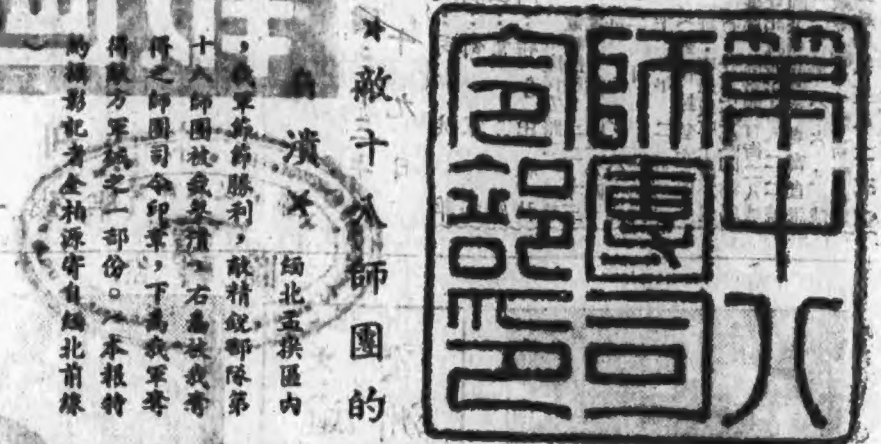 第十八
師團司
令部印
★敵十八師團的
潰★
緬北孟拱區內
，我軍節節勝利，敵精銳部隊第
十八師團被我擊潰，右為被我奪
得之師團司令印章，下為我軍奪
得敵方軍械之一部份。（本報特
約攝影記者金柏源寄自緬北前線
）